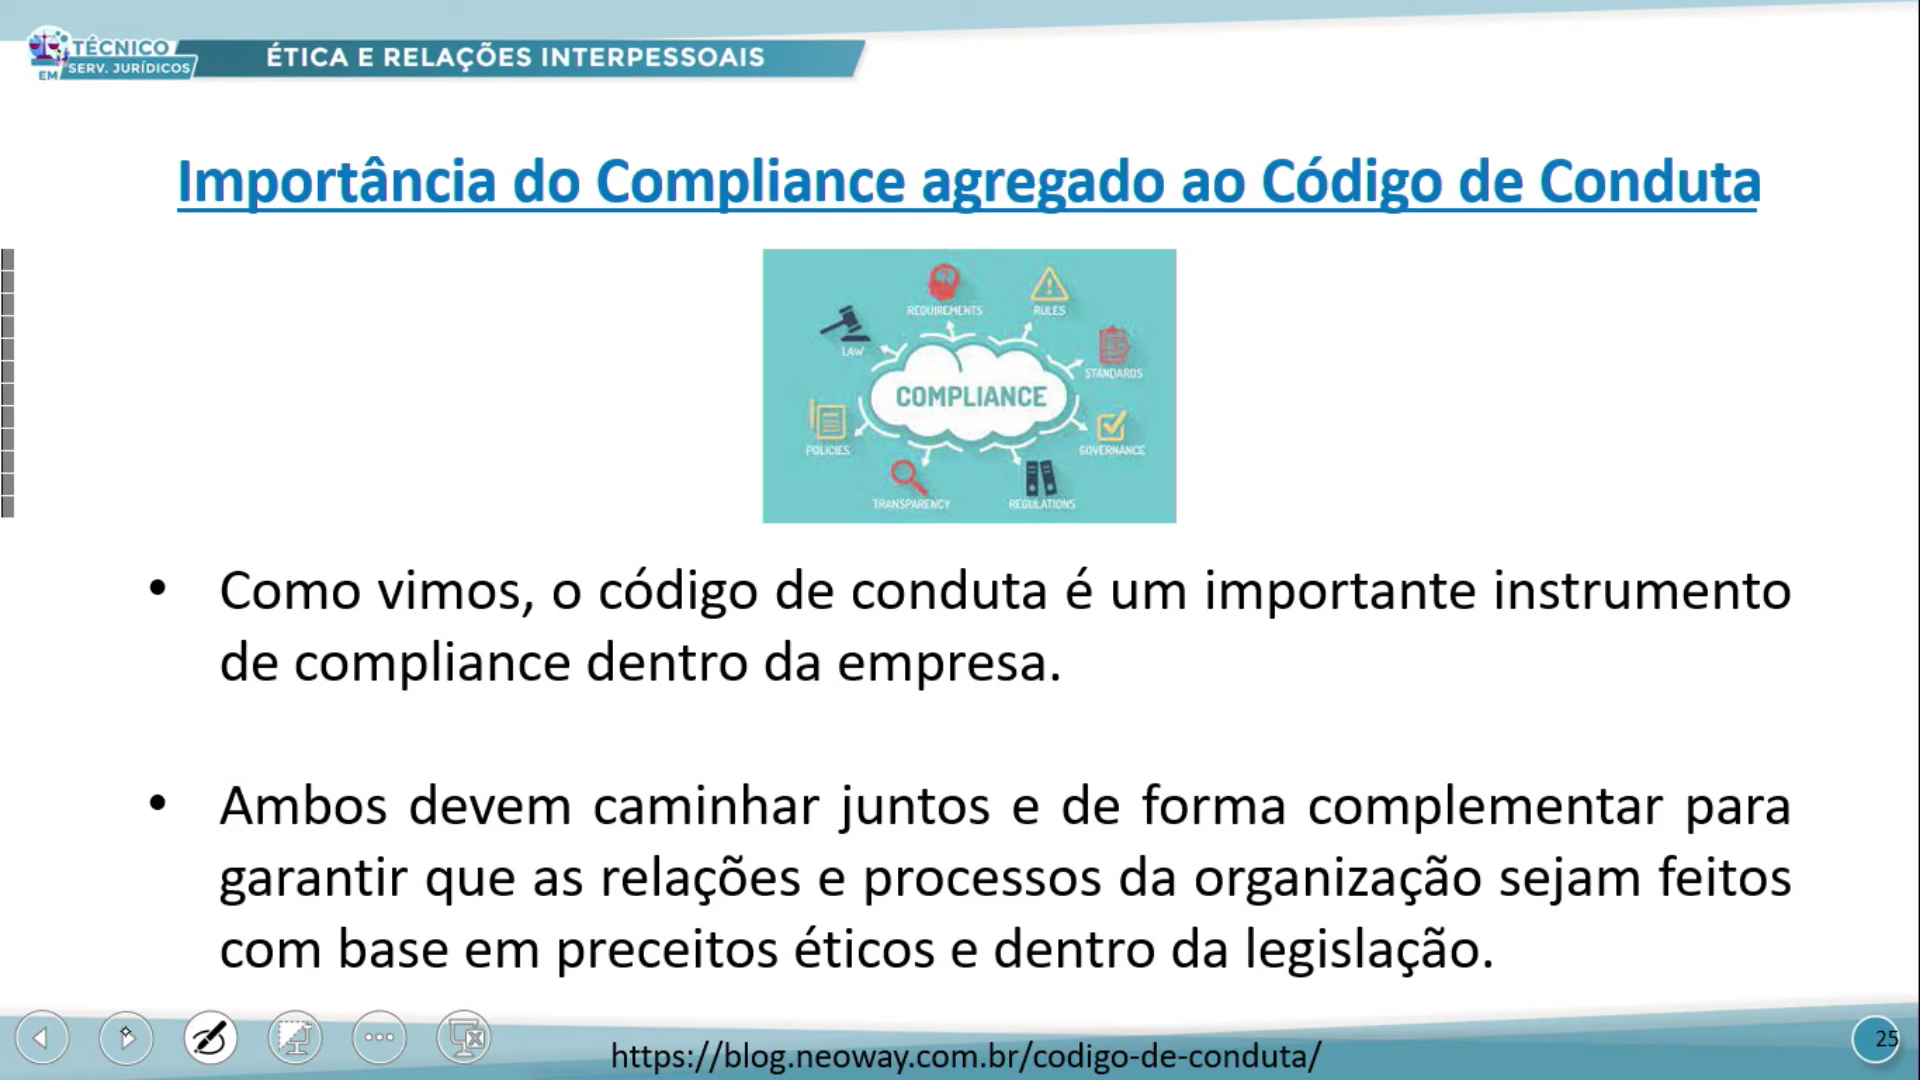 TÉCNICO
EM SERV. JURÍDICOS
ÉTICA E RELAÇÕES INTERPESSOAIS
Importância do Compliance agregado ao Código de Conduta
REQUIREMENTS
RULES
LAW
STANDARDS
COMPLIANCE
POLICIES
GOVERNANCE
TRANSPARENCY
REGULATIONS
• Como vimos, o código de conduta é um importante instrumento
de compliance dentro da empresa.
• Ambos devem caminhar juntos e de forma complementar para
garantir que as relações e processos da organização sejam feitos
com base em preceitos éticos e dentro da legislação.
https://blog.neoway.com.br/codigo-de-conduta/
25